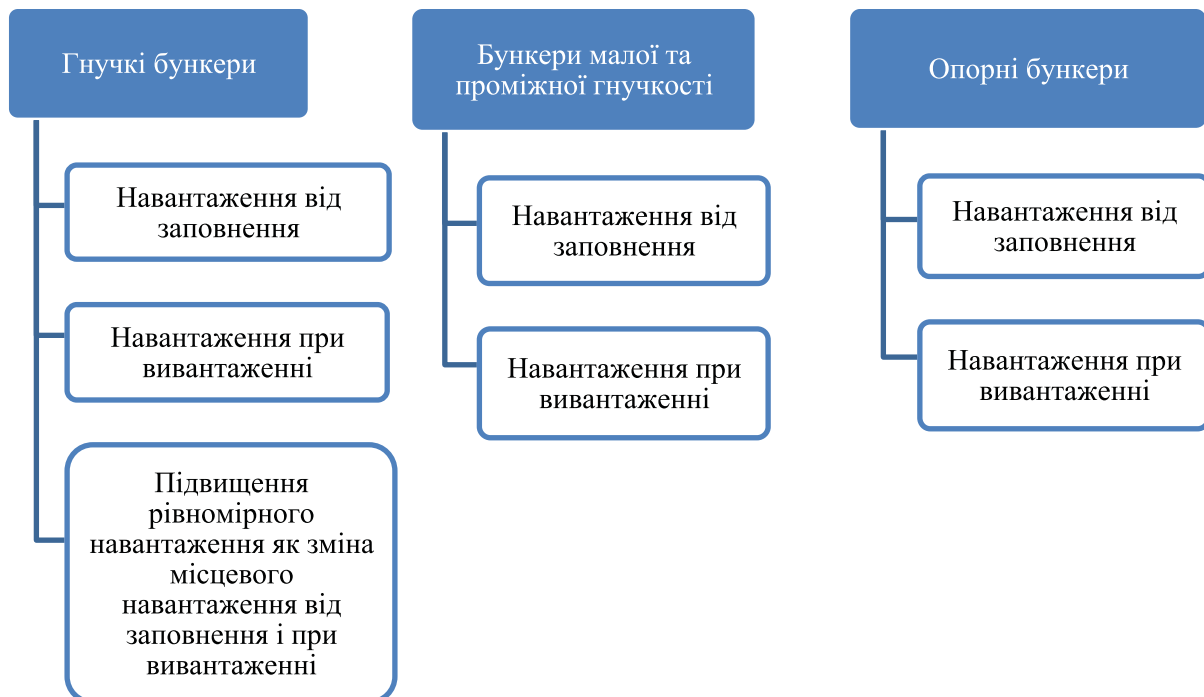 Гнучкі бункери
Навантаження від
заповнення
Навантаження при
вивантаженні
Підвищення
рівномірного
навантаження як зміна
місцевого
навантаження від
заповнення і при
вивантаженні
Бункери малої та
проміжної гнучкості
Навантаження від
заповнення
Навантаження при
вивантаженні
Опорні бункери
Навантаження від
заповнення
Навантаження при
вивантаженні